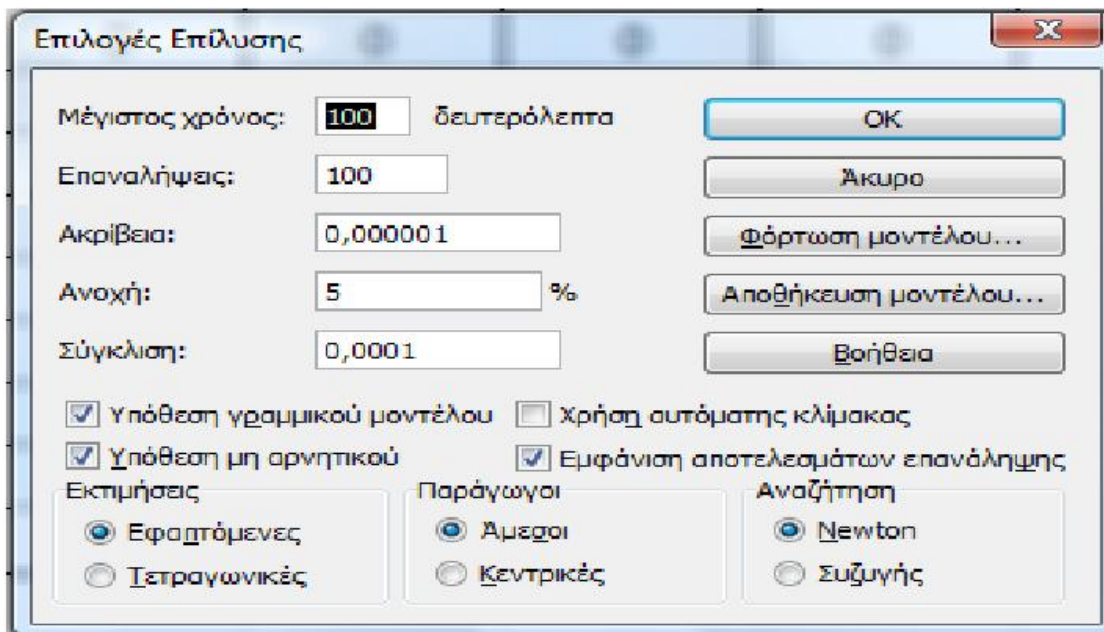 Επιλογές Επίλυσης
Μέγιστος χρόνος: 100 δευτερόλεπτα
OK
Επαναλήψεις: 100
Άκυρο
Ακρίβεια: 0,000001
Φόρτωση μοντέλου...
Ανοχή: 5 %
Αποθήκευση μοντέλου...
Σύγκλιση: 0,0001
Βοήθεια
Υπόθεση γραμμικού μοντέλου
Χρήση αυτόματης κλίμακας
Υπόθεση μη αρνητικού
Εμφάνιση αποτελεσμάτων επανάληψης
Εκτιμήσεις
Εφαπτόμενες
Τετραγωνικές
Παράγωγοι
Άμεσοι
Κεντρικές
Αναζήτηση
Newton
Συζυγής